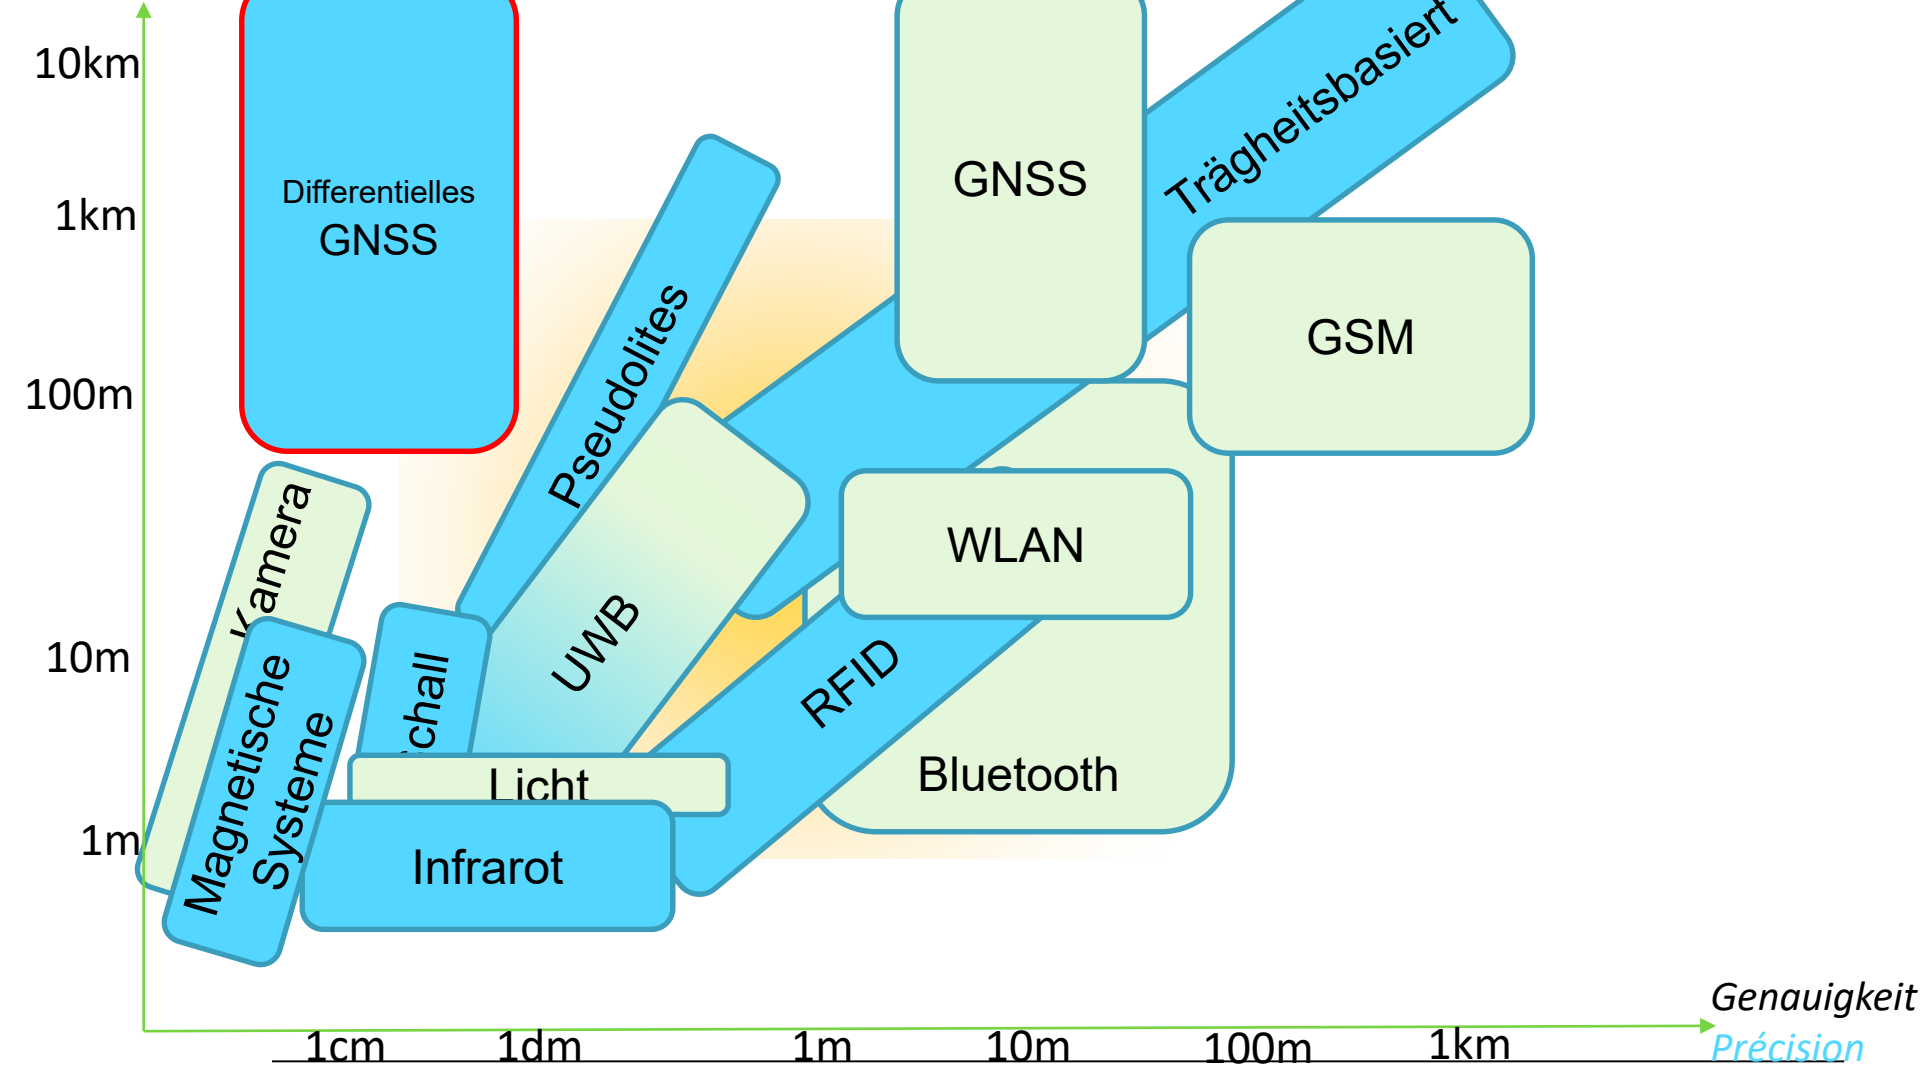 10km
1km
100m
10m
1m
Differentielles
GNSS
GNSS
Trägheitsbasiert
GSM
Pseudolites
Kamera
WLAN
UWB
RFID
Magnetische
Systeme
Bluetooth
Licht
Infrarot
1cm
1dm
1m
10m
100m
1km
Genauigkeit
Précision